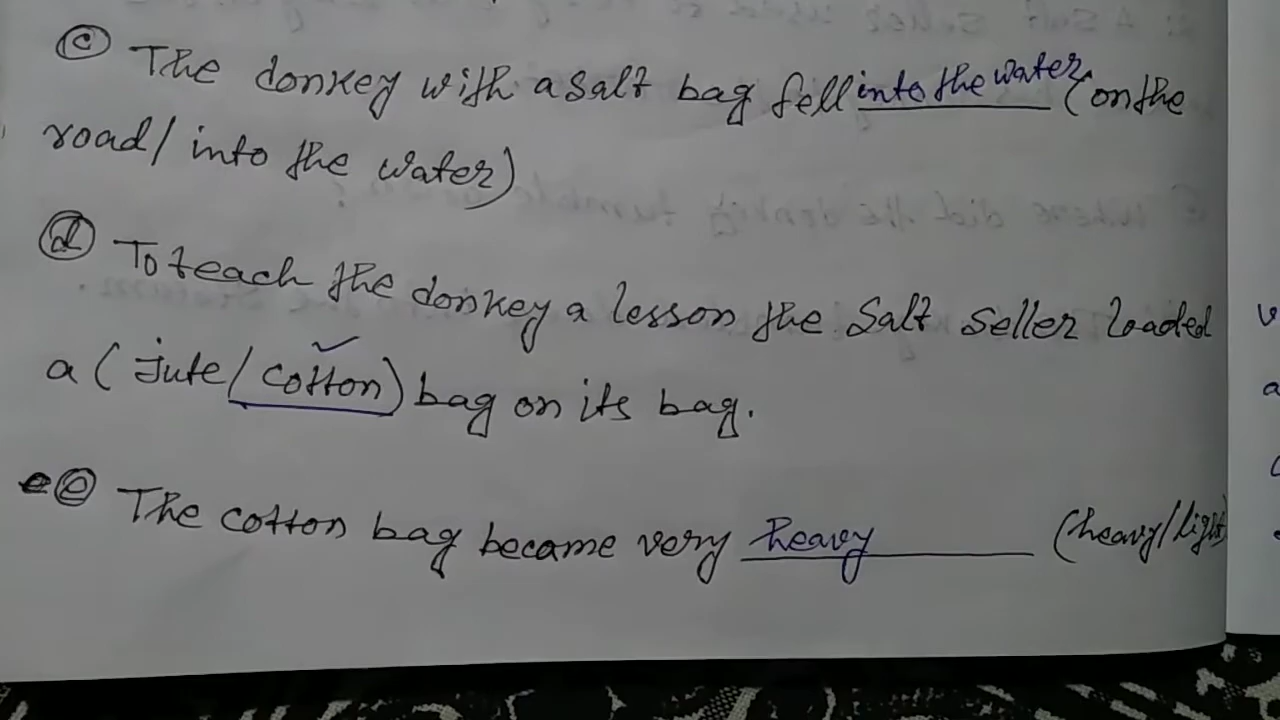 (c) The donkey with a salt bag fell into the water (on the
road/ into the water)
(d) To teach the donkey a lesson the Salt Seller loaded
a (jute/cotton) bag on its bag.
(e) The cotton bag became very heavy (heavy/light)